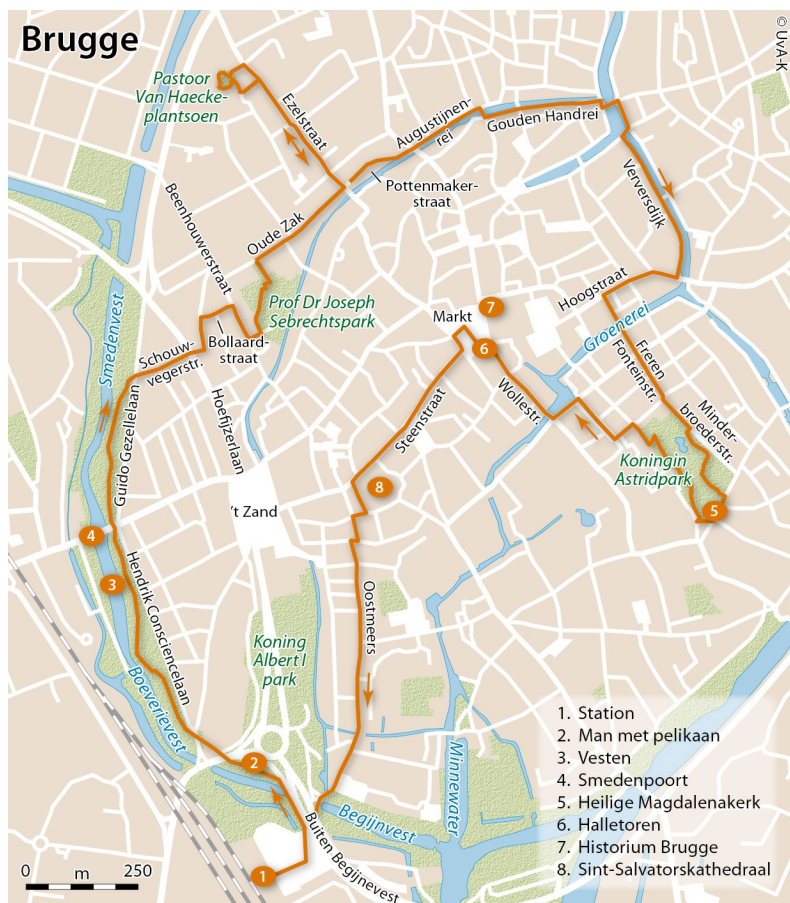 Brugge
© UvA-K
Pastoor
Van Haecke-
plantsoen
Ezelstraat
Augustijnen-
rei
Gouden Handrei
Pottenmaker-
straat
Verversdijk
Beenhouwerstraat
Oude Zak
Hoogstraat
Groenerei
Prof Dr Joseph
Sebrechtspark
Markt
7
6
Smedenvest
Schouw-
vegerstr.
Bollaard-
straat
Freren
Fonteinstr.
Minder-
broederstr.
Guido Gezellelaan
Hoefijzerlaan
Steenstraat
Wollestr.
Koningin
Astridpark
5
8
't Zand
4
3
Hendrik Consciencelaan
Oostmeers
Koning
Albert I
park
Boeverievest
2
Minnewater
Begijnvest
Buiten Begijnevest
1
1. Station
2. Man met pelikaan
3. Vesten
4. Smedenpoort
5. Heilige Magdalenakerk
6. Halletoren
7. Historium Brugge
8. Sint-Salvatorskathedraal
0 m 250